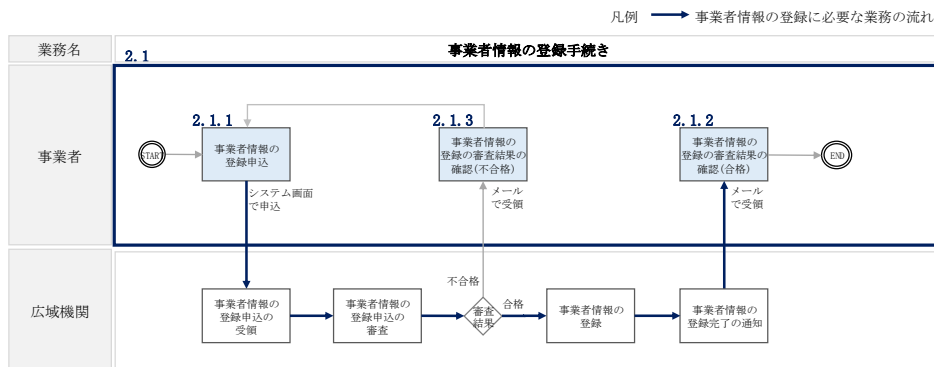 凡例 事業者情報の登録に必要な業務の流れ
業務名
2.1
事業者情報の登録手続き
事業者
START
2.1.1
事業者情報の
登録申込
2.1.3
事業者情報の
登録の審査結果の
確認(不合格)
2.1.2
事業者情報の
登録の審査結果の
確認(合格)
END
システム画面
で申込
メール
で受領
メール
で受領
広域機関
事業者情報の
登録申込の
受領
事業者情報の
登録申込の
審査
不合格
審査
結果
合格
事業者情報の
登録
事業者情報の
登録完了の通知